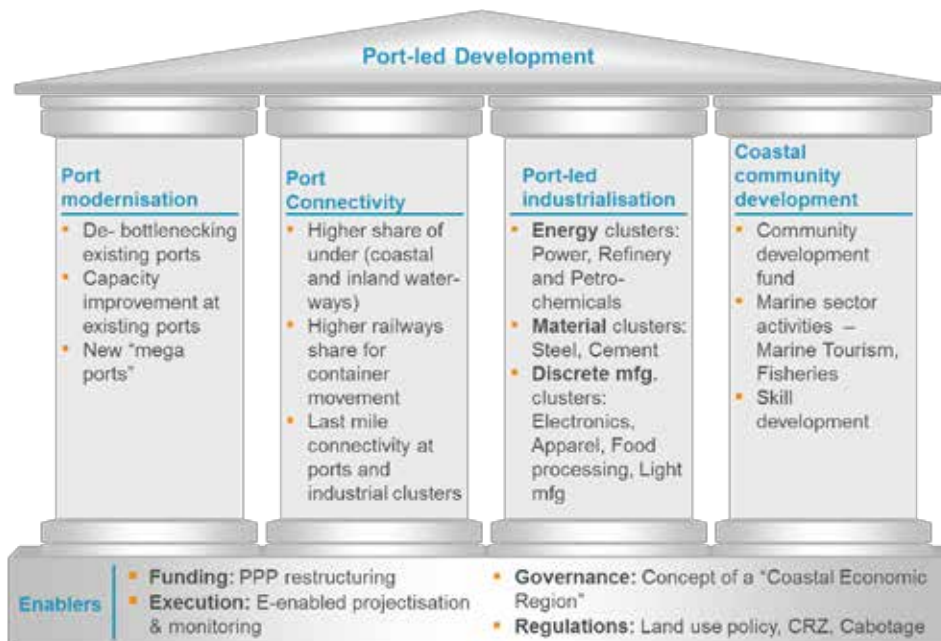 Port-led Development
Port
modernisation
De- bottlenecking
existing ports
Capacity
improvement at
existing ports
New “mega
ports”
Port
Connectivity
Higher share of
under (coastal
and inland water-
ways)
Higher railways
share for
container
movement
Last mile
connectivity at
ports and
industrial clusters
Port-led
industrialisation
Energy clusters:
Power, Refinery
and Petro-
chemicals
Material clusters:
Steel, Cement
Discrete mfg.
clusters:
Electronics,
Apparel, Food
processing, Light
mfg
Coastal
community
development
Community
development
fund
Marine sector
activities –
Marine Tourism,
Fisheries
Skill
development
Enablers
Funding: PPP restructuring
Execution: E-enabled projectisation
& monitoring
Governance: Concept of a “Coastal Economic
Region”
Regulations: Land use policy, CRZ, Cabotage